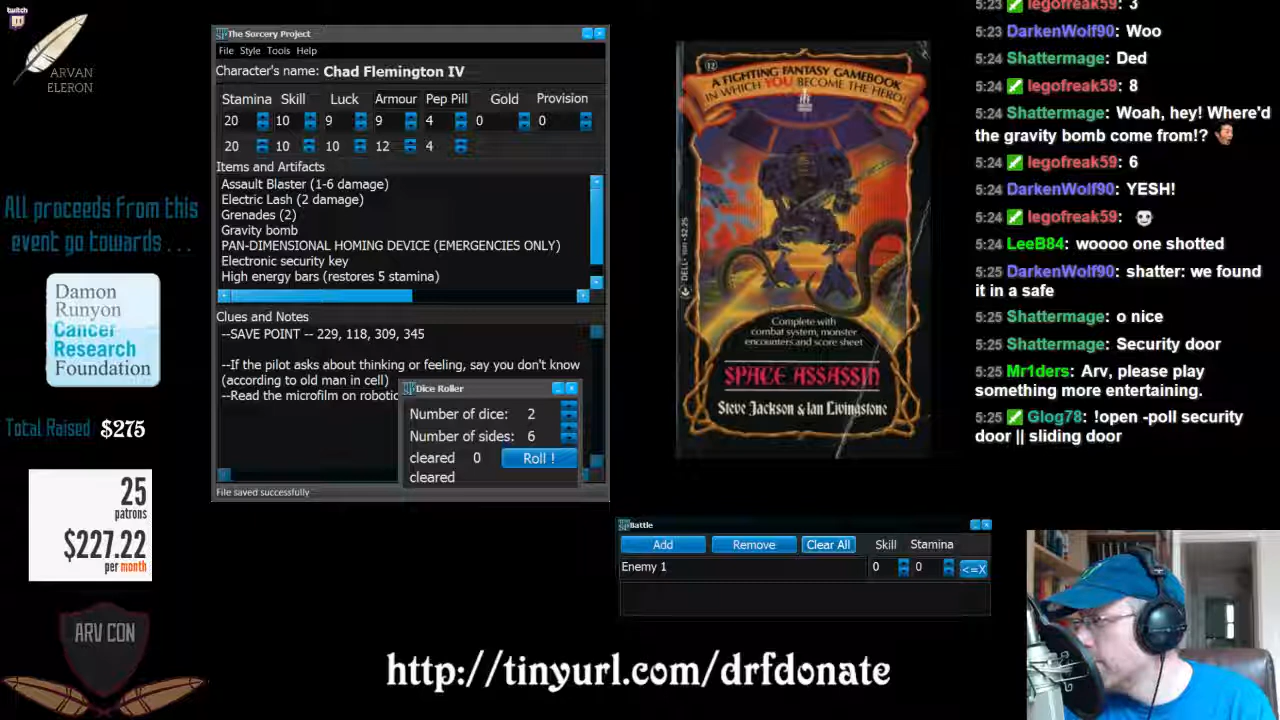 twitch
ARVAN
ELERON
All proceeds from this
event go towards . . .
Damon
Runyon
Cancer
Research
Foundation
Total Raised $275
25
patrons
$227.22
per month
ARV CON
The Sorcery Project
File Style Tools Help
Character's name: Chad Flemington IV
Stamina Skill Luck Armour Pep Pill Gold Provision
20 10 9 9 4 0 0
20 10 10 12 4
Items and Artifacts
Assault Blaster (1-6 damage)
Electric Lash (2 damage)
Grenades (2)
Gravity bomb
PAN-DIMENSIONAL HOMING DEVICE (EMERGENCIES ONLY)
Electronic security key
High energy bars (restores 5 stamina)
Clues and Notes
--SAVE POINT -- 229, 118, 309, 345
--If the pilot asks about thinking or feeling, say you don't know
(according to old man in cell)
--Read the microfilm on robotic
File saved successfully
Dice Roller
Number of dice: 2
Number of sides: 6
cleared 0 Roll !
cleared
12
A FIGHTING FANTASY GAMEBOOK
IN WHICH YOU BECOME THE HERO!
DELL
$2.25
Complete with
combat system, monster
encounters and score sheet
SPACE ASSASSIN
Steve Jackson & Ian Livingstone
Battle
Add Remove Clear All Skill Stamina
Enemy 1 0 0 <=X
http://tinyurl.com/drfdonate
5:23 legofreak59: 3
5:23 DarkenWolf90: Woo
5:24 Shattermage: Ded
5:24 legofreak59: 8
5:24 Shattermage: Woah, hey! Where'd
the gravity bomb come from!?
5:24 legofreak59: 6
5:24 DarkenWolf90: YESH!
5:24 legofreak59:
5:24 LeeB84: woooo one shotted
5:25 DarkenWolf90: shatter: we found
it in a safe
5:25 Shattermage: o nice
5:25 Shattermage: Security door
5:25 Mr1ders: Arv, please play
something more entertaining.
5:25 Glog78: !open -poll security
door || sliding door